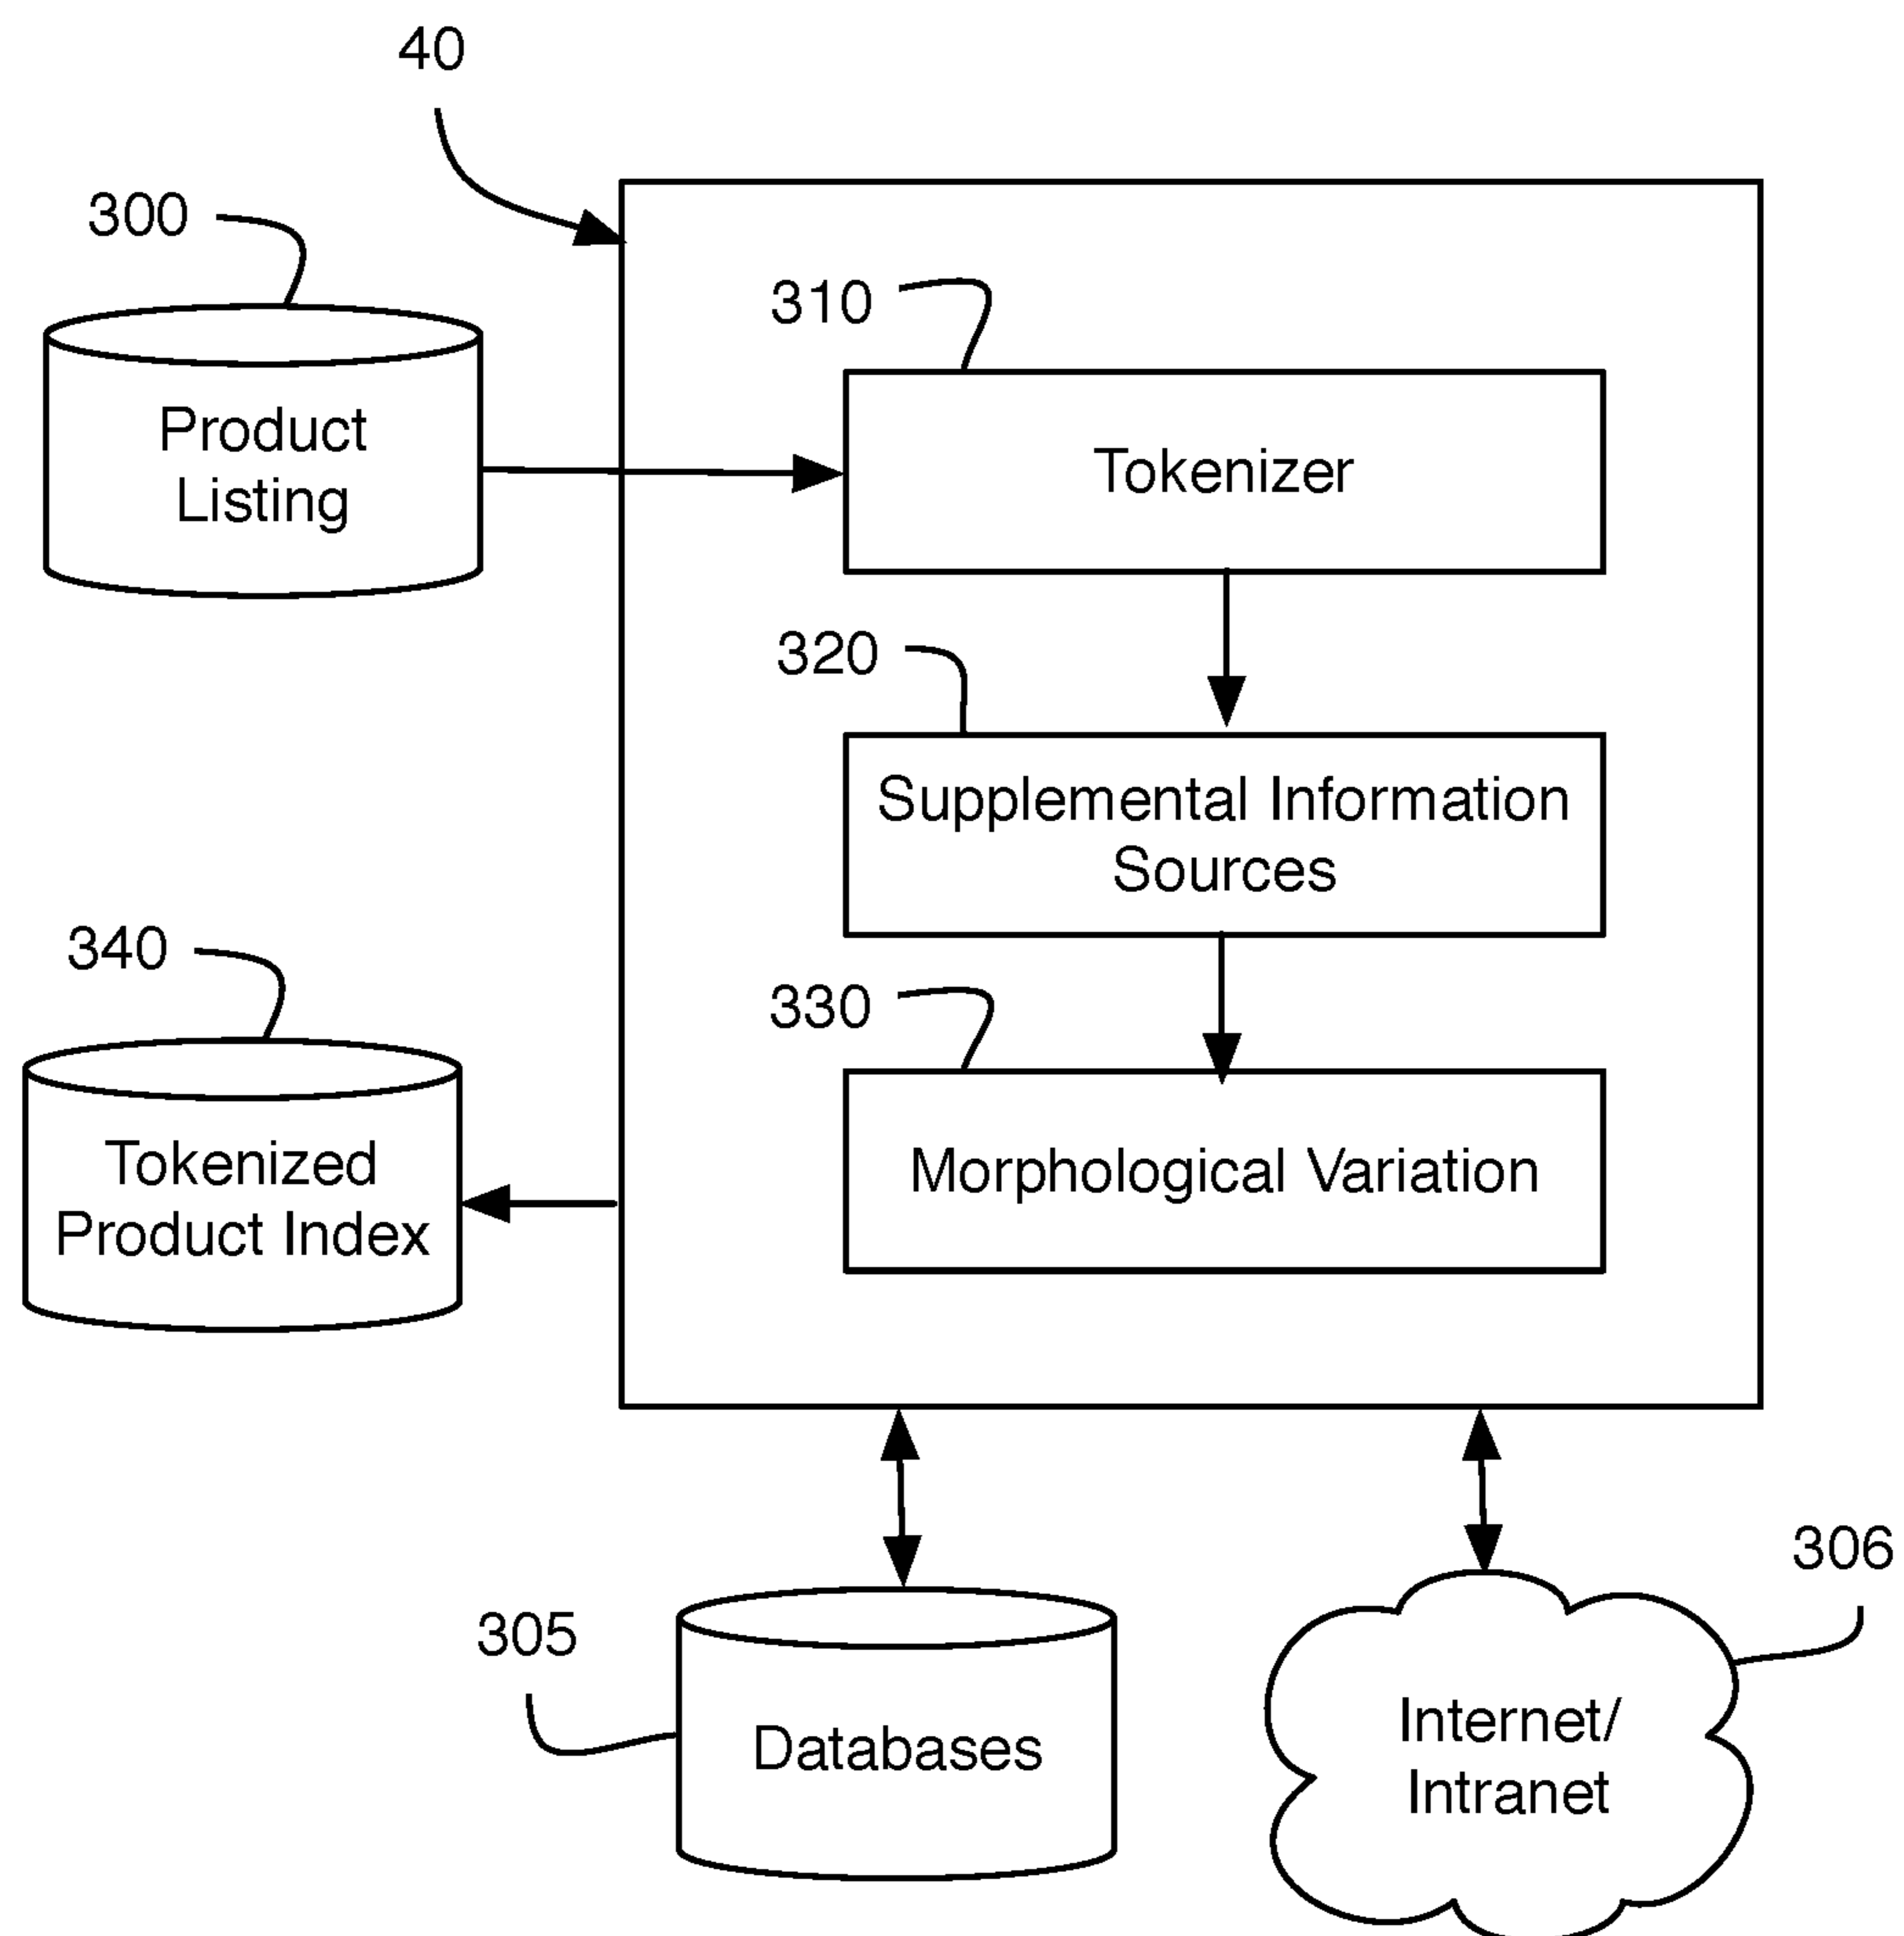 40
300
Product
Listing
310
Tokenizer
320
Supplemental Information
Sources
340
Tokenized
Product Index
330
Morphological Variation
305
Databases
306
Internet/
Intranet